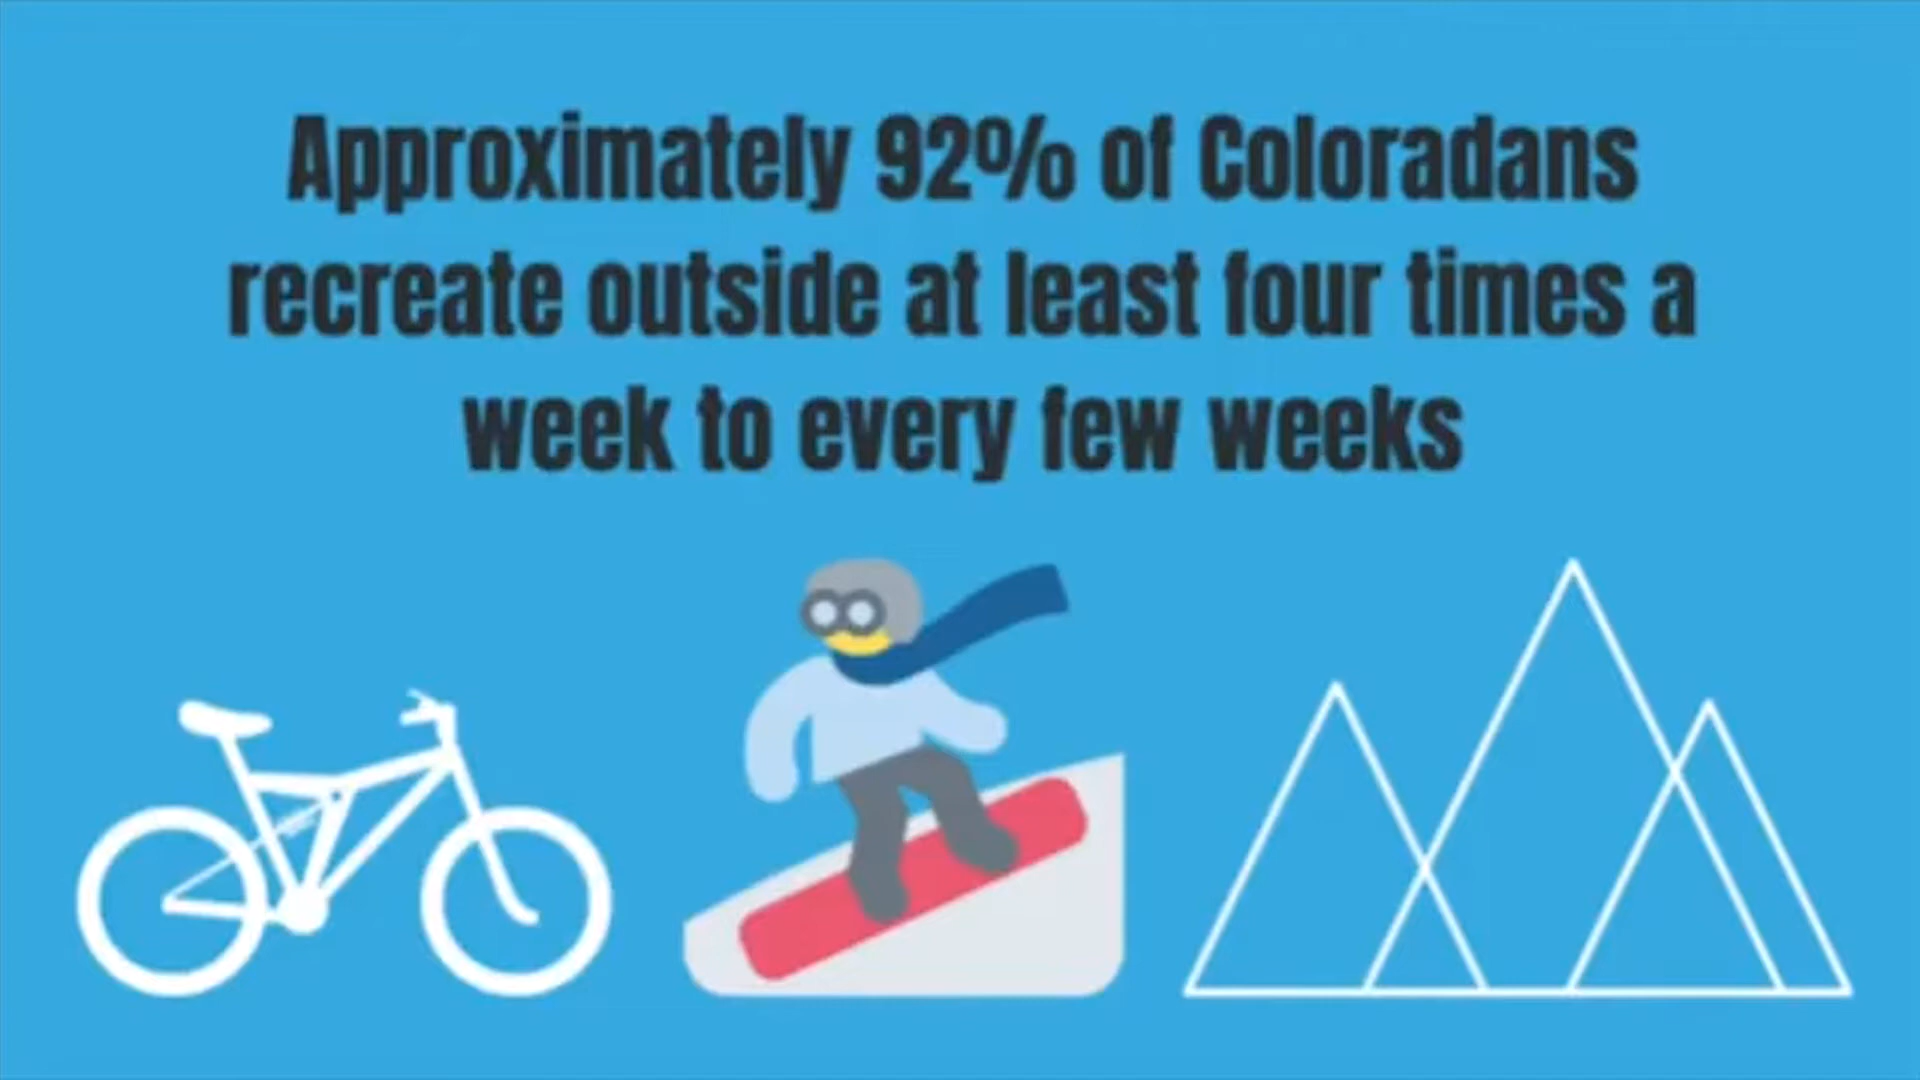 Approximately 92% of Coloradans
recreate outside at least four times a
week to every few weeks